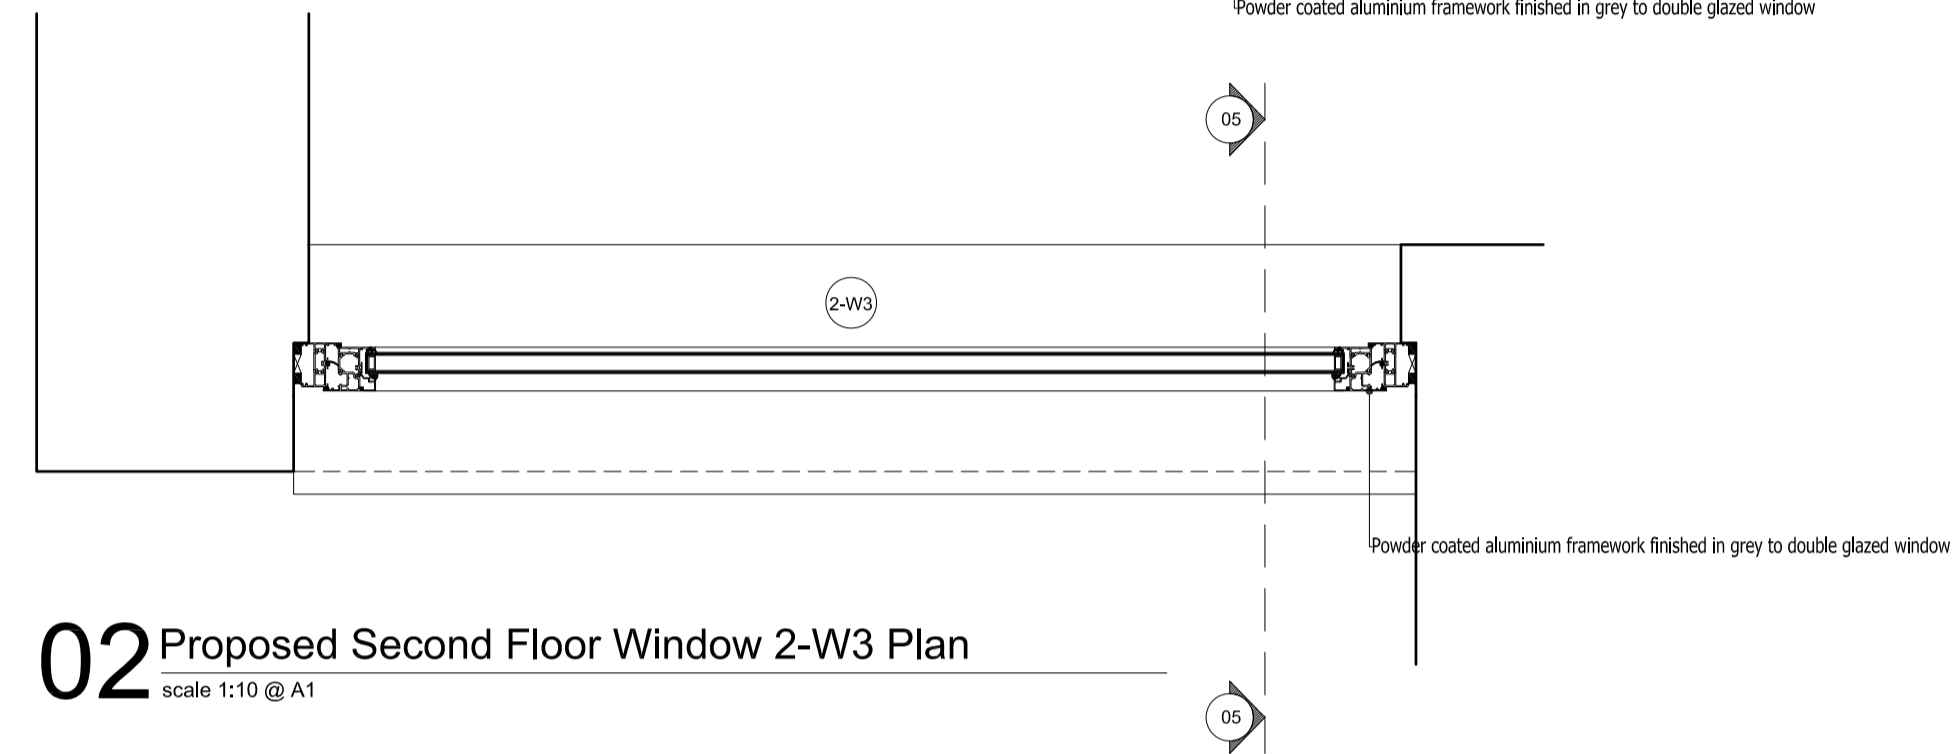 Powder coated aluminium framework finished in grey to double glazed window
05
2-W3
Powder coated aluminium framework finished in grey to double glazed window
02 Proposed Second Floor Window 2-W3 Plan
scale 1:10 @ A1
05